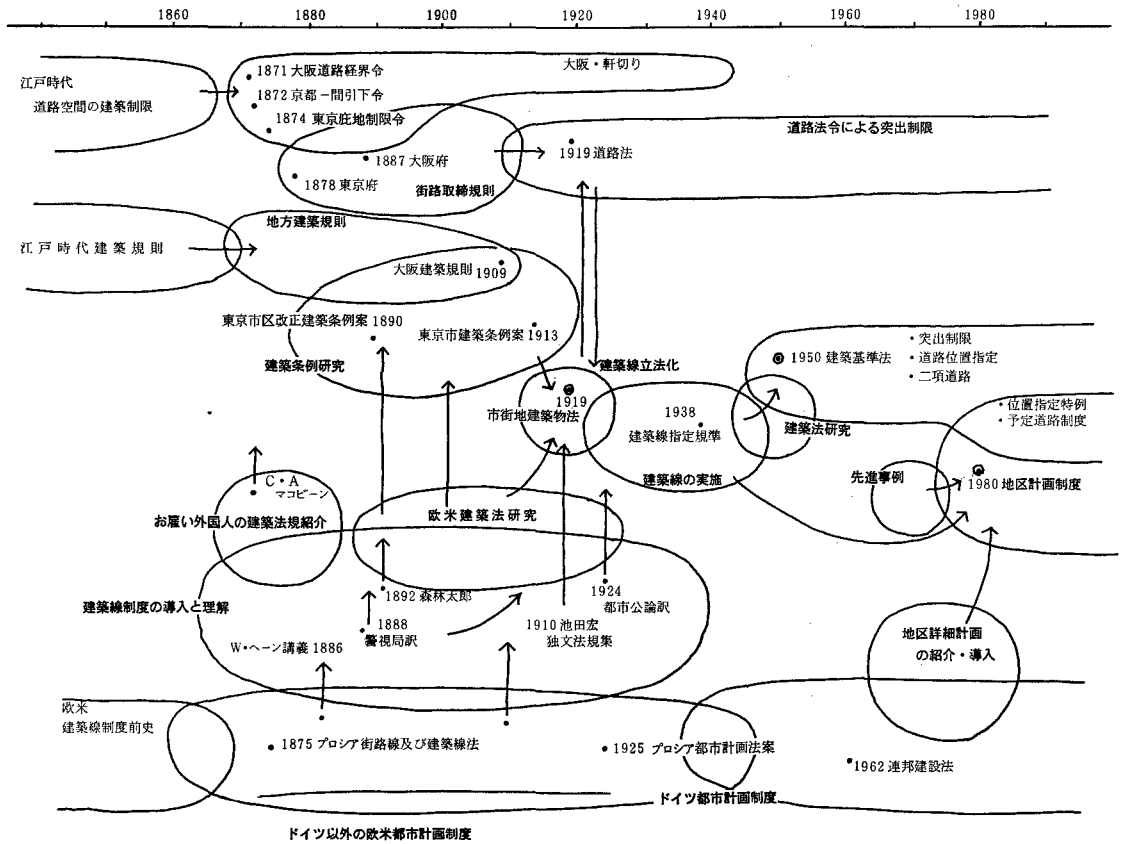 1860 1880 1900 1920 1940 1960 1980
江戸時代
道路空間の建築制限
1871 大阪道路経界令
1872 京都一間引下令
1874 東京庇地制限令
大阪・軒切り
1887 大阪府
1878 東京府
街路取締規則
道路法令による突出制限
1919 道路法
江戸時代建築規則
地方建築規則
大阪建築規則 1909
東京市区改正建築条例案 1890
東京市建築条例案 1913
建築条例研究
建築線立法化
1919
市街地建築物法
1938
建築線指定規準
建築線の実施
1950 建築基準法
・突出制限
・道路位置指定
・二項道路
建築法研究
・位置指定特例
・予定道路制度
先進事例
1980 地区計画制度
C・A
マコビーン
お雇い外国人の建築法規紹介
欧米建築法研究
建築線制度の導入と理解
1892 森林太郎
1888
警視局訳
W・ヘーン講義 1886
1910 池田宏
独文法規集
1924
都市公論訳
地区詳細計画
の紹介・導入
欧米
建築線制度前史
1875 プロシア街路線及び建築線法
1925 プロシア都市計画法案
1962 連邦建設法
ドイツ都市計画制度
ドイツ以外の欧米都市計画制度